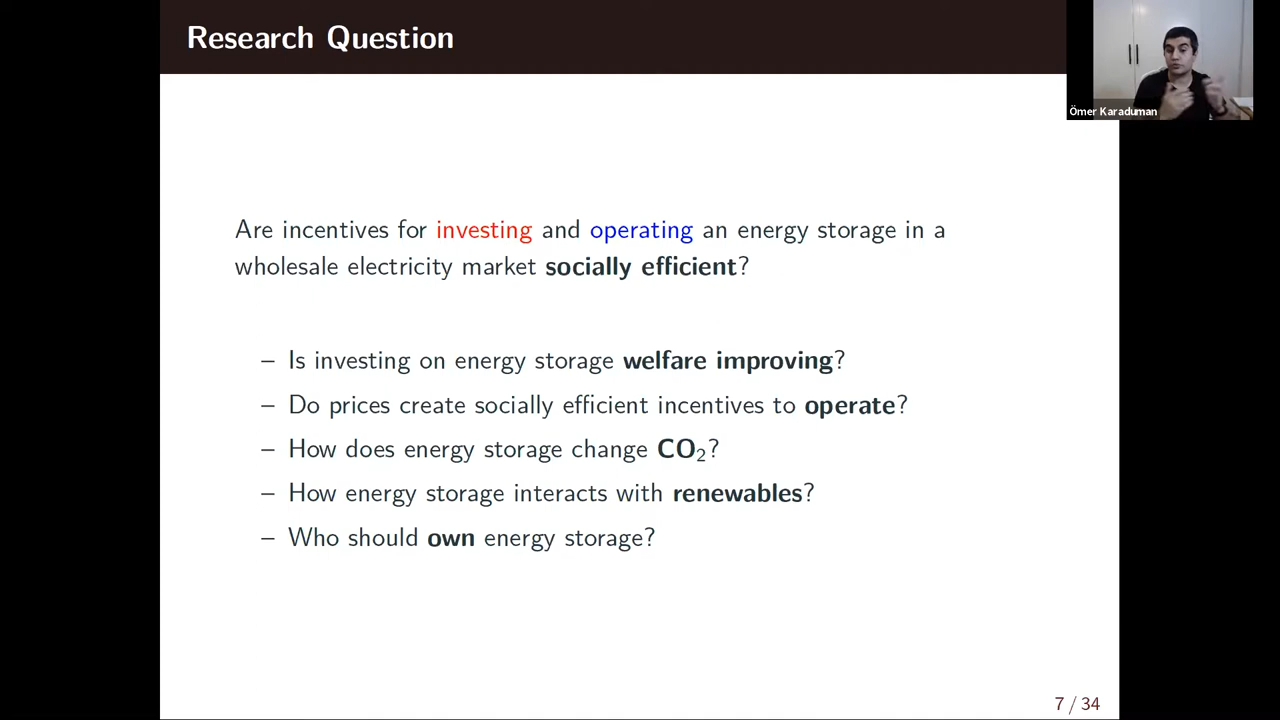 Research Question
Ömer Karaduman
Are incentives for investing and operating an energy storage in a
wholesale electricity market socially efficient?
– Is investing on energy storage welfare improving?
– Do prices create socially efficient incentives to operate?
– How does energy storage change CO₂?
– How energy storage interacts with renewables?
– Who should own energy storage?
7 / 34